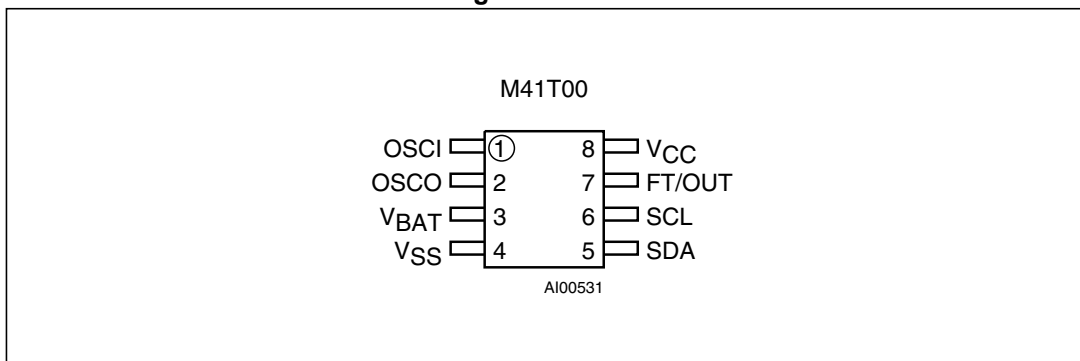 M41T00
OSCI 1 8 VCC
OSCO 2 7 FT/OUT
VBAT 3 6 SCL
VSS 4 5 SDA
AI00531